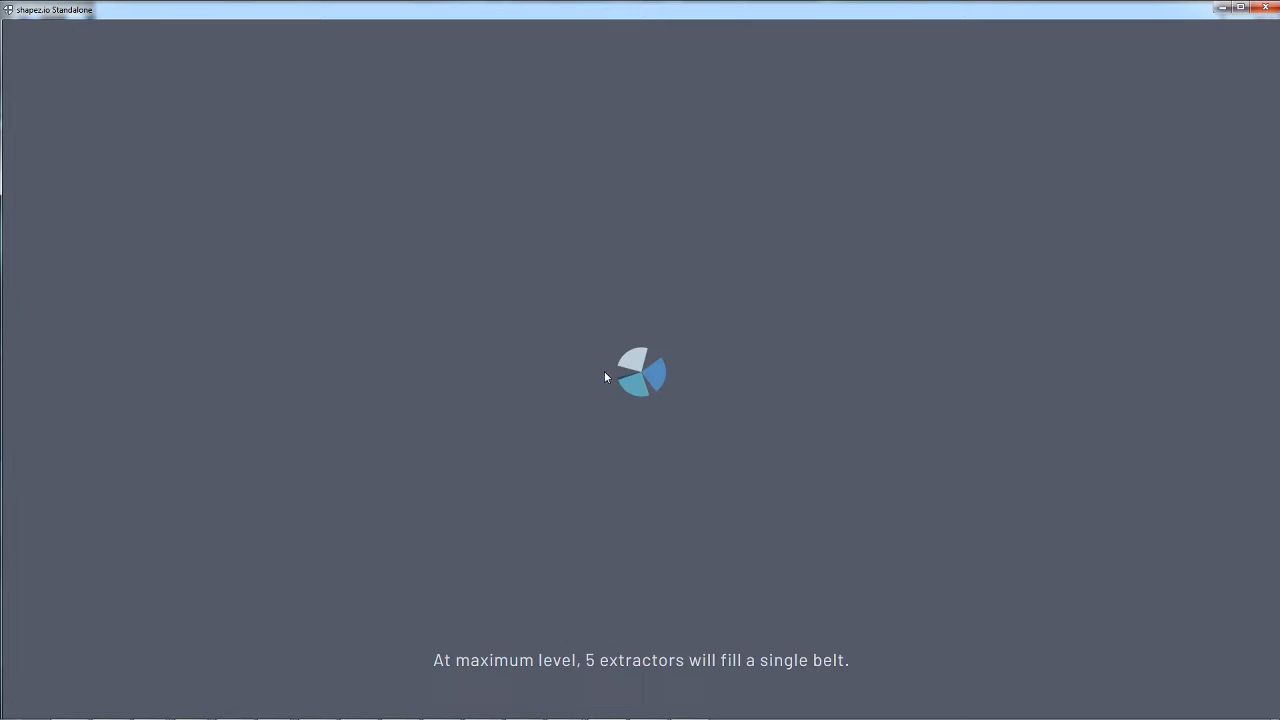 shapez.io Standalone
At maximum level, 5 extractors will fill a single belt.